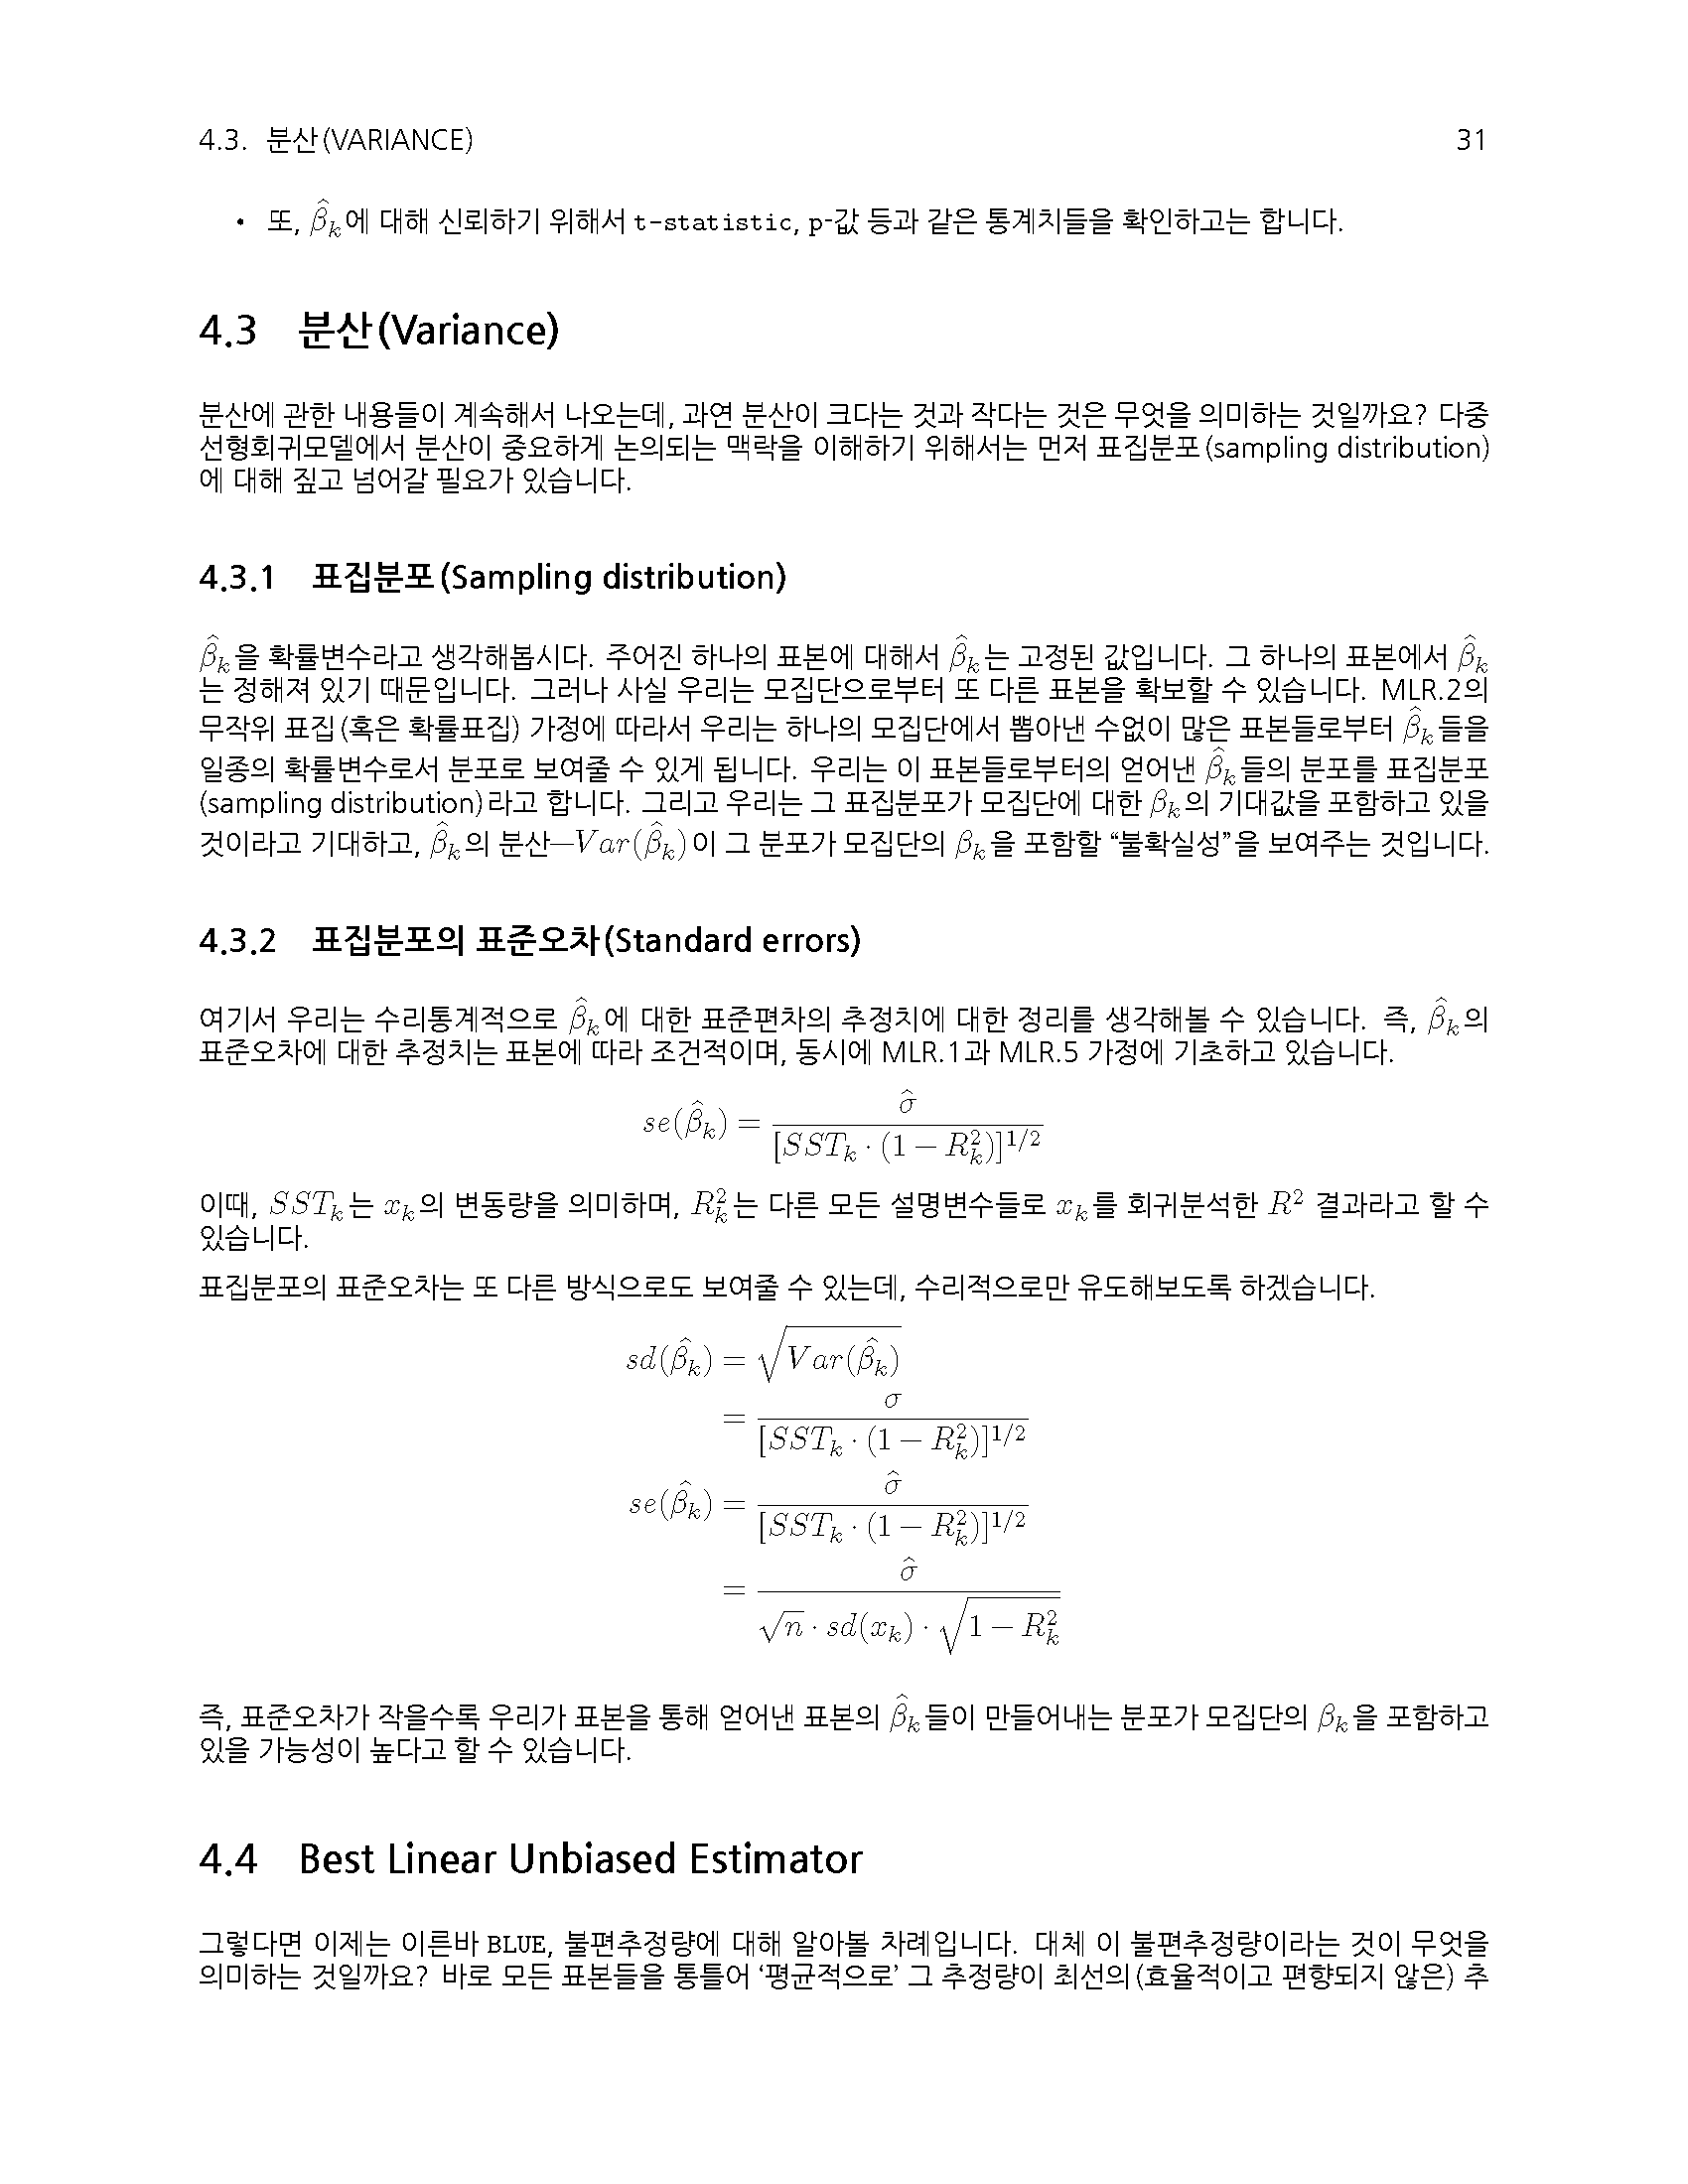 4.3. 분산(VARIANCE) 31
• 또, $\widehat{\beta}_k$에 대해 신뢰하기 위해서 t-statistic, p-값 등과 같은 통계치들을 확인하고는 합니다.
4.3 분산(Variance)
분산에 관한 내용들이 계속해서 나오는데, 과연 분산이 크다는 것과 작다는 것은 무엇을 의미하는 것일까요? 다중
선형회귀모델에서 분산이 중요하게 논의되는 맥락을 이해하기 위해서는 먼저 표집분포(sampling distribution)
에 대해 짚고 넘어갈 필요가 있습니다.
4.3.1 표집분포(Sampling distribution)
$\widehat{\beta}_k$을 확률변수라고 생각해봅시다. 주어진 하나의 표본에 대해서 $\widehat{\beta}_k$는 고정된 값입니다. 그 하나의 표본에서 $\widehat{\beta}_k$
는 정해져 있기 때문입니다. 그러나 사실 우리는 모집단으로부터 또 다른 표본을 확보할 수 있습니다. MLR.2의
무작위 표집(혹은 확률표집) 가정에 따라서 우리는 하나의 모집단에서 뽑아낸 수없이 많은 표본들로부터 $\widehat{\beta}_k$들을
일종의 확률변수로서 분포로 보여줄 수 있게 됩니다. 우리는 이 표본들로부터의 얻어낸 $\widehat{\beta}_k$들의 분포를 표집분포
(sampling distribution)라고 합니다. 그리고 우리는 그 표집분포가 모집단에 대한 $\beta_k$의 기대값을 포함하고 있을
것이라고 기대하고, $\widehat{\beta}_k$의 분산—$Var(\widehat{\beta}_k)$이 그 분포가 모집단의 $\beta_k$을 포함할 “불확실성”을 보여주는 것입니다.
4.3.2 표집분포의 표준오차(Standard errors)
여기서 우리는 수리통계적으로 $\widehat{\beta}_k$에 대한 표준편차의 추정치에 대한 정리를 생각해볼 수 있습니다. 즉, $\widehat{\beta}_k$의
표준오차에 대한 추정치는 표본에 따라 조건적이며, 동시에 MLR.1과 MLR.5 가정에 기초하고 있습니다.
$se(\widehat{\beta}_k) = \frac{\widehat{\sigma}}{[SST_k \cdot (1 - R_k^2)]^{1/2}}$
이때, $SST_k$는 $x_k$의 변동량을 의미하며, $R_k^2$는 다른 모든 설명변수들로 $x_k$를 회귀분석한 $R^2$ 결과라고 할 수
있습니다.
표집분포의 표준오차는 또 다른 방식으로도 보여줄 수 있는데, 수리적으로만 유도해보도록 하겠습니다.
$sd(\widehat{\beta_k}) = \sqrt{Var(\widehat{\beta_k})}$
$= \frac{\sigma}{[SST_k \cdot (1 - R_k^2)]^{1/2}}$
$se(\widehat{\beta_k}) = \frac{\widehat{\sigma}}{[SST_k \cdot (1 - R_k^2)]^{1/2}}$
$= \frac{\widehat{\sigma}}{\sqrt{n} \cdot sd(x_k) \cdot \sqrt{1 - R_k^2}}$
즉, 표준오차가 작을수록 우리가 표본을 통해 얻어낸 표본의 $\widehat{\beta}_k$들이 만들어내는 분포가 모집단의 $\beta_k$을 포함하고
있을 가능성이 높다고 할 수 있습니다.
4.4 Best Linear Unbiased Estimator
그렇다면 이제는 이른바 BLUE, 불편추정량에 대해 알아볼 차례입니다. 대체 이 불편추정량이라는 것이 무엇을
의미하는 것일까요? 바로 모든 표본들을 통틀어 ‘평균적으로’ 그 추정량이 최선의(효율적이고 편향되지 않은) 추